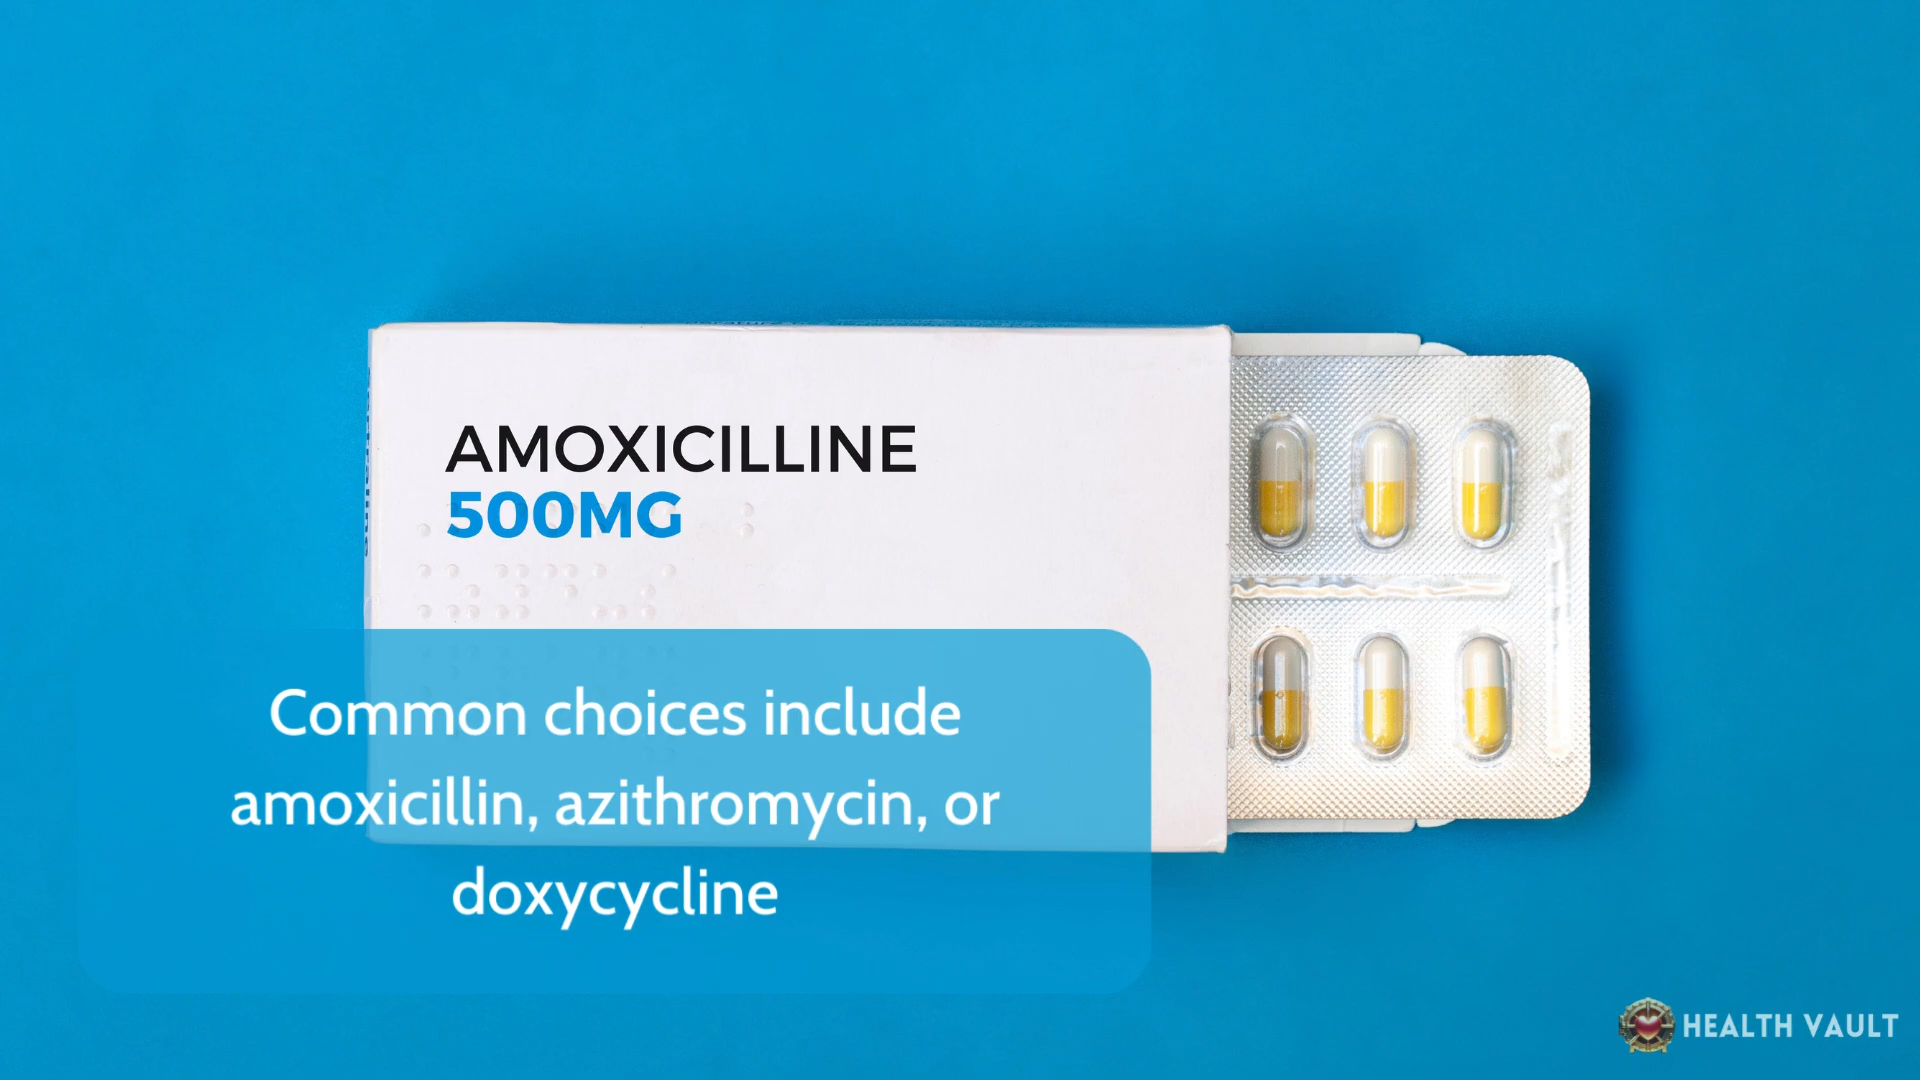 AMOXICILLINE
500MG
Common choices include
amoxicillin, azithromycin, or
doxycycline
HEALTH VAULT